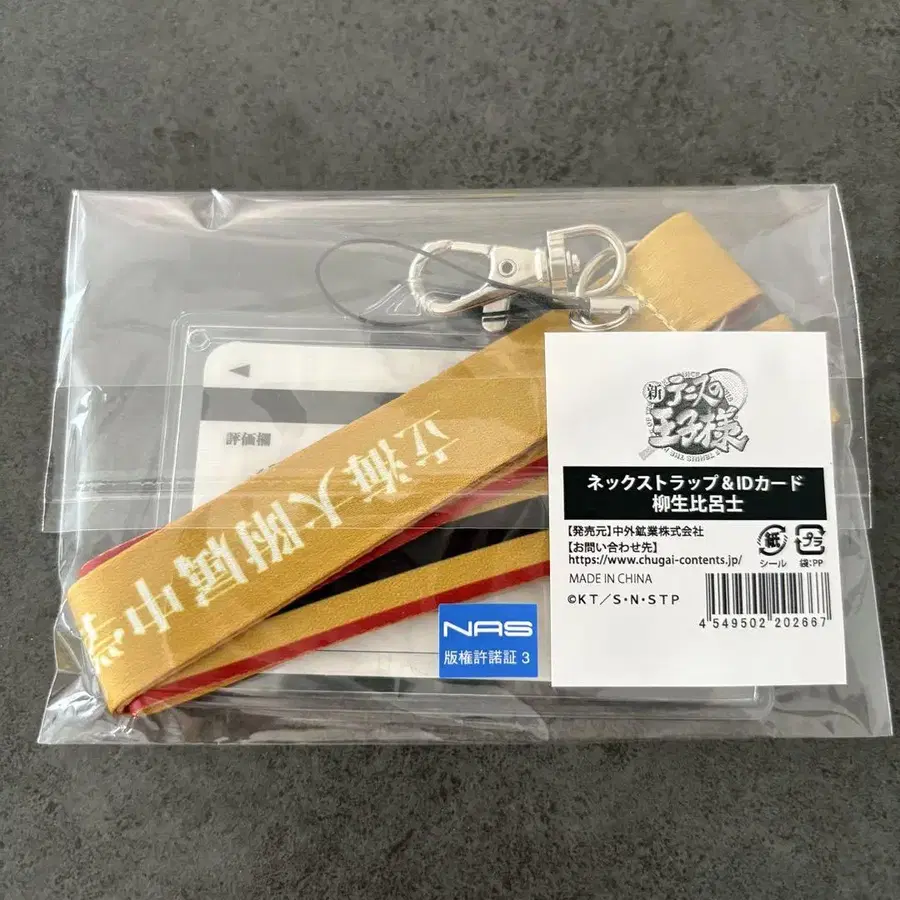 評価欄
立海大附属中学
新テニスの
王子様
ネックストラップ&IDカード
柳生比呂士
【発売元】中外鉱業株式会社
【お問い合わせ先】
https://www.chugai-contents.jp/
MADE IN CHINA
©KT/S・N・STP
紙
シール
プラ
袋:PP
4 549502 202667
NAS
版権許諾証 3